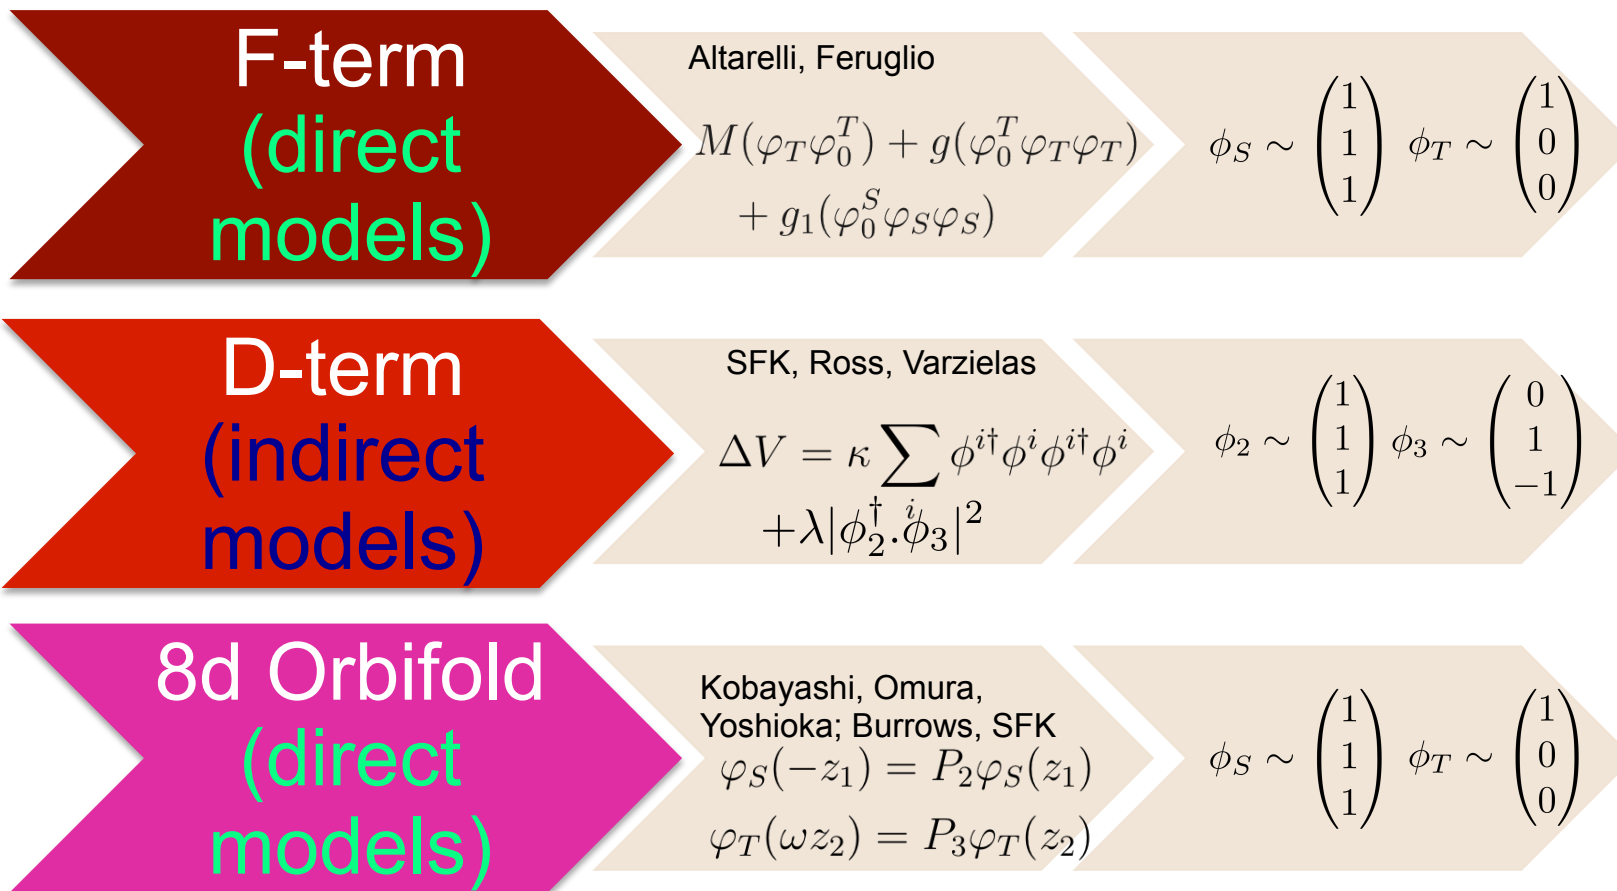 F-term
(direct
models)
Altarelli, Feruglio
M(φ_Tφ_0^T) + g(φ_0^Tφ_Tφ_T)
+ g_1(φ_0^Sφ_Sφ_S)
ϕ_S ∼ (1 1 1) ϕ_T ∼ (1 0 0)
D-term
(indirect
models)
SFK, Ross, Varzielas
ΔV = κ ∑_i ϕ^{i†}ϕ^iϕ^{i†}ϕ^i
+λ|ϕ_2^†.ϕ_3|^2
ϕ_2 ∼ (1 1 1) ϕ_3 ∼ (0 1 −1)
8d Orbifold
(direct
models)
Kobayashi, Omura,
Yoshioka; Burrows, SFK
φ_S(−z_1) = P_2φ_S(z_1)
φ_T(ωz_2) = P_3φ_T(z_2)
ϕ_S ∼ (1 1 1) ϕ_T ∼ (1 0 0)